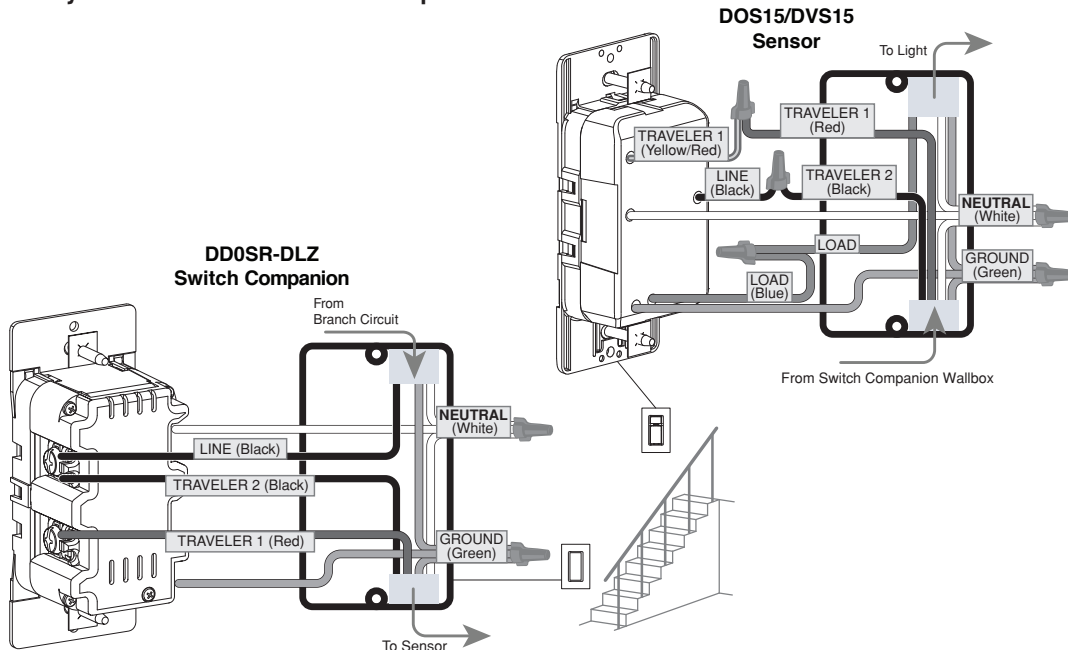 DOS15/DVS15
Sensor
To Light
TRAVELER 1
(Red)
TRAVELER 1
(Yellow/Red)
LINE
(Black)
TRAVELER 2
(Black)
NEUTRAL
(White)
LOAD
GROUND
(Green)
LOAD
(Blue)
From Switch Companion Wallbox
DD0SR-DLZ
Switch Companion
From
Branch Circuit
NEUTRAL
(White)
LINE (Black)
TRAVELER 2 (Black)
TRAVELER 1 (Red)
GROUND
(Green)
To Sensor